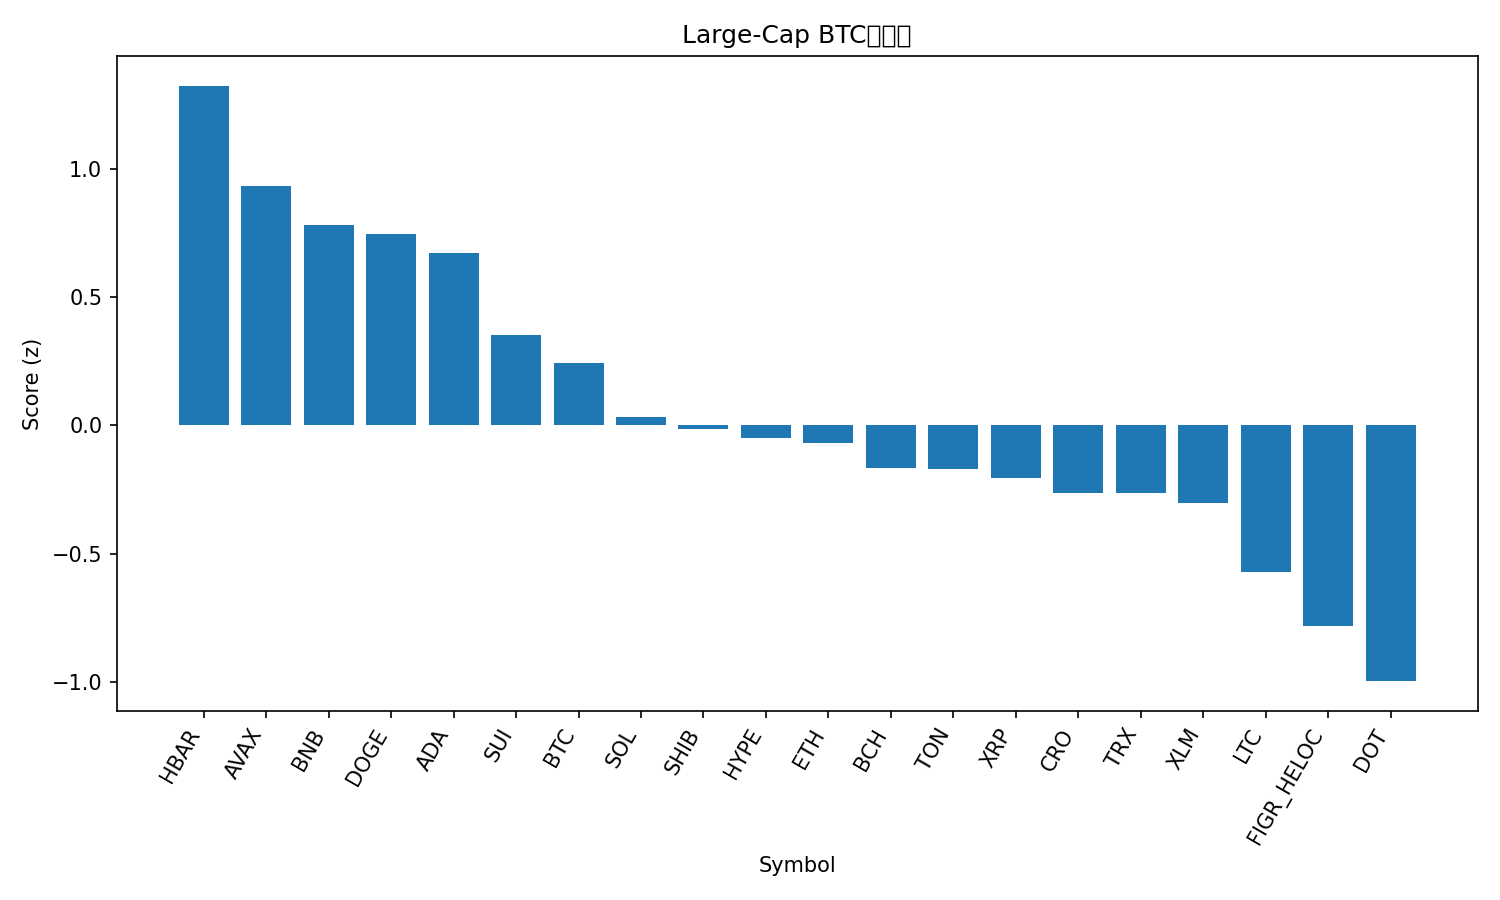 Large-Cap BTC
1.0
0.5
0.0
−0.5
−1.0
Score (z)
HBAR
AVAX
BNB
DOGE
ADA
SUI
BTC
SOL
SHIB
HYPE
ETH
BCH
TON
XRP
CRO
TRX
XLM
LTC
FIGR_HELOC
DOT
Symbol